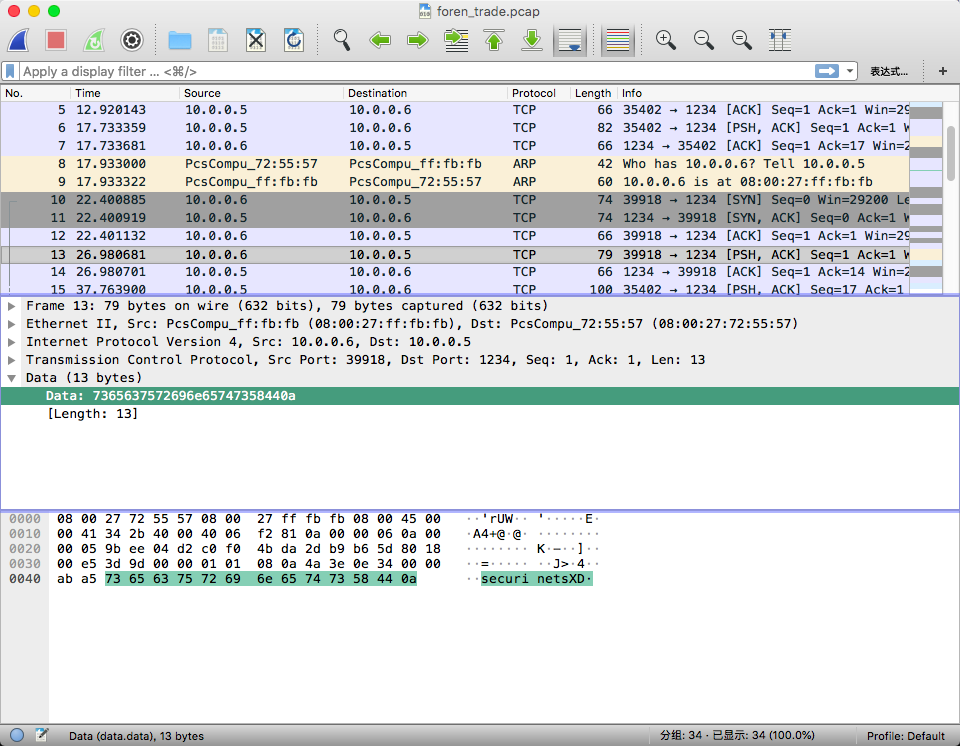 foren_trade.pcap
Apply a display filter ... <⌘/>
表达式…
+
No. Time Source Destination Protocol Length Info
5 12.920143 10.0.0.5 10.0.0.6 TCP 66 35402 → 1234 [ACK] Seq=1 Ack=1 Win=29
6 17.733359 10.0.0.5 10.0.0.6 TCP 82 35402 → 1234 [PSH, ACK] Seq=1 Ack=1 W
7 17.733681 10.0.0.6 10.0.0.5 TCP 66 1234 → 35402 [ACK] Seq=1 Ack=17 Win=2
8 17.933000 PcsCompu_72:55:57 PcsCompu_ff:fb:fb ARP 42 Who has 10.0.0.6? Tell 10.0.0.5
9 17.933322 PcsCompu_ff:fb:fb PcsCompu_72:55:57 ARP 60 10.0.0.6 is at 08:00:27:ff:fb:fb
10 22.400885 10.0.0.6 10.0.0.5 TCP 74 39918 → 1234 [SYN] Seq=0 Win=29200 Le
11 22.400919 10.0.0.5 10.0.0.6 TCP 74 1234 → 39918 [SYN, ACK] Seq=0 Ack=1 W
12 22.401132 10.0.0.6 10.0.0.5 TCP 66 39918 → 1234 [ACK] Seq=1 Ack=1 Win=29
13 26.980681 10.0.0.6 10.0.0.5 TCP 79 39918 → 1234 [PSH, ACK] Seq=1 Ack=1 W
14 26.980701 10.0.0.5 10.0.0.6 TCP 66 1234 → 39918 [ACK] Seq=1 Ack=14 Win=2
15 37.763900 10.0.0.5 10.0.0.6 TCP 100 35402 → 1234 [PSH, ACK] Seq=17 Ack=1
Frame 13: 79 bytes on wire (632 bits), 79 bytes captured (632 bits)
Ethernet II, Src: PcsCompu_ff:fb:fb (08:00:27:ff:fb:fb), Dst: PcsCompu_72:55:57 (08:00:27:72:55:57)
Internet Protocol Version 4, Src: 10.0.0.6, Dst: 10.0.0.5
Transmission Control Protocol, Src Port: 39918, Dst Port: 1234, Seq: 1, Ack: 1, Len: 13
Data (13 bytes)
Data: 7365637572696e65747358440a
[Length: 13]
0000 08 00 27 72 55 57 08 00 27 ff fb fb 08 00 45 00 ··'rUW·· '·····E·
0010 00 41 34 2b 40 00 40 06 f2 81 0a 00 00 06 0a 00 ·A4+@·@· ········
0020 00 05 9b ee 04 d2 c0 f0 4b da 2d b9 b6 5d 80 18 ········ K·-··]··
0030 00 e5 3d 9d 00 00 01 01 08 0a 4a 3e 0e 34 00 00 ··=····· ··J>·4··
0040 ab a5 73 65 63 75 72 69 6e 65 74 73 58 44 0a ··securi netsXD·
Data (data.data), 13 bytes
分组: 34 · 已显示: 34 (100.0%)
Profile: Default